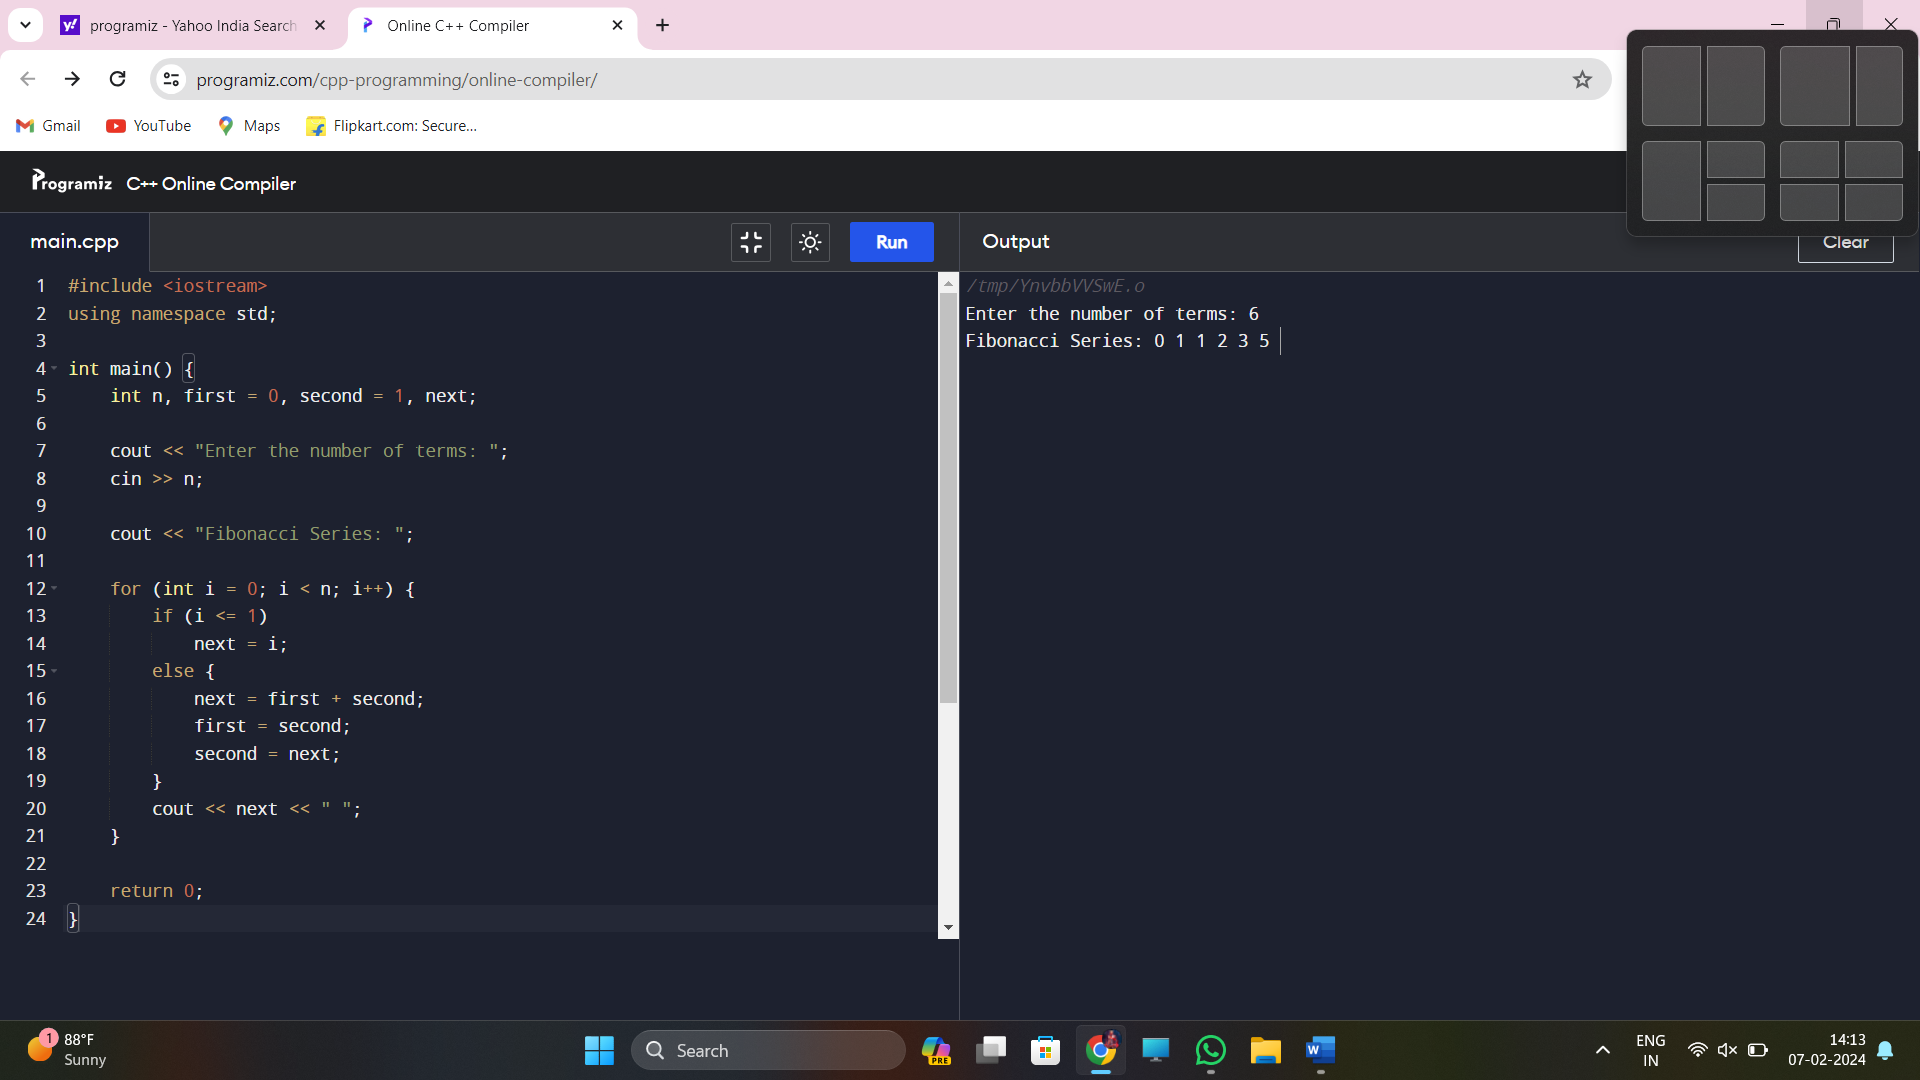 programiz - Yahoo India Search
Online C++ Compiler
programiz.com/cpp-programming/online-compiler/
Gmail
YouTube
Maps
Flipkart.com: Secure...
Programiz C++ Online Compiler
main.cpp
Run
Output
Clear
1 #include <iostream>
2 using namespace std;
3
4 int main() {
5 int n, first = 0, second = 1, next;
6
7 cout << "Enter the number of terms: ";
8 cin >> n;
9
10 cout << "Fibonacci Series: ";
11
12 for (int i = 0; i < n; i++) {
13 if (i <= 1)
14 next = i;
15 else {
16 next = first + second;
17 first = second;
18 second = next;
19 }
20 cout << next << " ";
21 }
22
23 return 0;
24 }
/tmp/YnvbbVVSwE.o
Enter the number of terms: 6
Fibonacci Series: 0 1 1 2 3 5
1
88°F
Sunny
Search
PRE
W
ENG
IN
14:13
07-02-2024